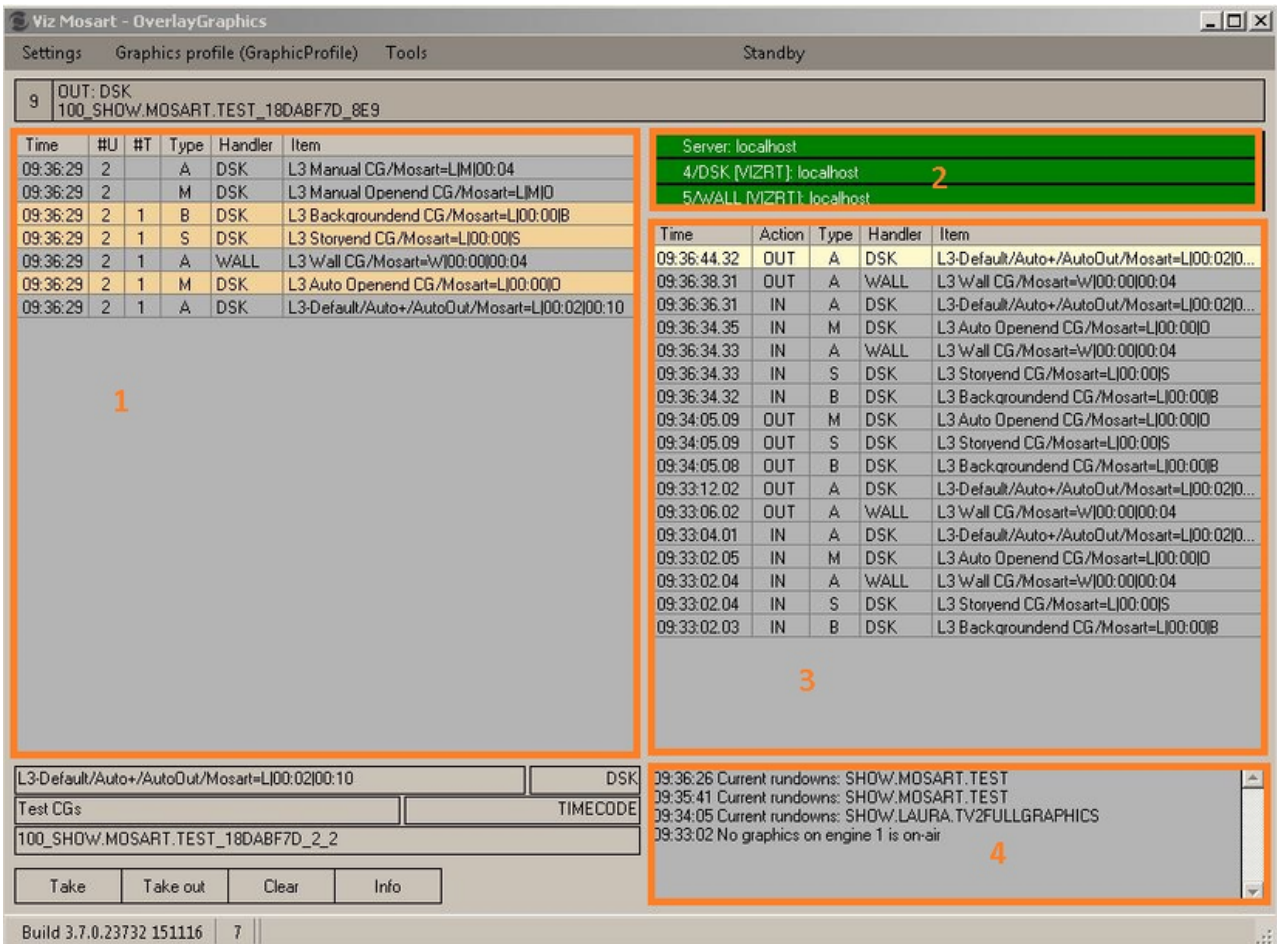 Viz Mosart - OverlayGraphics
Settings Graphics profile (GraphicProfile) Tools Standby
9 OUT: DSK
100_SHOW.MOSART.TEST_18DABF7D_8E9
Time #U #T Type Handler Item
09:36:29 2 A DSK L3 Manual CG/Mosart=L|M|00:04
09:36:29 2 M DSK L3 Manual Openend CG/Mosart=L|M|O
09:36:29 2 1 B DSK L3 Backgroundend CG/Mosart=L|00:00|B
09:36:29 2 1 S DSK L3 Storyend CG/Mosart=L|00:00|S
09:36:29 2 1 A WALL L3 Wall CG/Mosart=W|00:00|00:04
09:36:29 2 1 M DSK L3 Auto Openend CG/Mosart=L|00:00|O
09:36:29 2 1 A DSK L3-Default/Auto+/AutoOut/Mosart=L|00:02|00:10
1
Server: localhost
4/DSK [VIZRT]: localhost
5/WALL [VIZRT]: localhost
2
Time Action Type Handler Item
09:36:44.32 OUT A DSK L3-Default/Auto+/AutoOut/Mosart=L|00:02|0...
09:36:38.31 OUT A WALL L3 Wall CG/Mosart=W|00:00|00:04
09:36:36.31 IN A DSK L3-Default/Auto+/AutoOut/Mosart=L|00:02|0...
09:36:34.35 IN M DSK L3 Auto Openend CG/Mosart=L|00:00|O
09:36:34.33 IN A WALL L3 Wall CG/Mosart=W|00:00|00:04
09:36:34.33 IN S DSK L3 Storyend CG/Mosart=L|00:00|S
09:36:34.32 IN B DSK L3 Backgroundend CG/Mosart=L|00:00|B
09:34:05.09 OUT M DSK L3 Auto Openend CG/Mosart=L|00:00|O
09:34:05.09 OUT S DSK L3 Storyend CG/Mosart=L|00:00|S
09:34:05.08 OUT B DSK L3 Backgroundend CG/Mosart=L|00:00|B
09:33:12.02 OUT A DSK L3-Default/Auto+/AutoOut/Mosart=L|00:02|0...
09:33:06.02 OUT A WALL L3 Wall CG/Mosart=W|00:00|00:04
09:33:04.01 IN A DSK L3-Default/Auto+/AutoOut/Mosart=L|00:02|0...
09:33:02.05 IN M DSK L3 Auto Openend CG/Mosart=L|00:00|O
09:33:02.04 IN A WALL L3 Wall CG/Mosart=W|00:00|00:04
09:33:02.04 IN S DSK L3 Storyend CG/Mosart=L|00:00|S
09:33:02.03 IN B DSK L3 Backgroundend CG/Mosart=L|00:00|B
3
L3-Default/Auto+/AutoOut/Mosart=L|00:02|00:10 DSK
Test CGs TIMECODE
100_SHOW.MOSART.TEST_18DABF7D_2_2
Take Take out Clear Info
09:36:26 Current rundowns: SHOW.MOSART.TEST
09:35:41 Current rundowns: SHOW.MOSART.TEST
09:34:05 Current rundowns: SHOW.LAURA.TV2FULLGRAPHICS
09:33:02 No graphics on engine 1 is on-air
4
Build 3.7.0.23732 151116 7